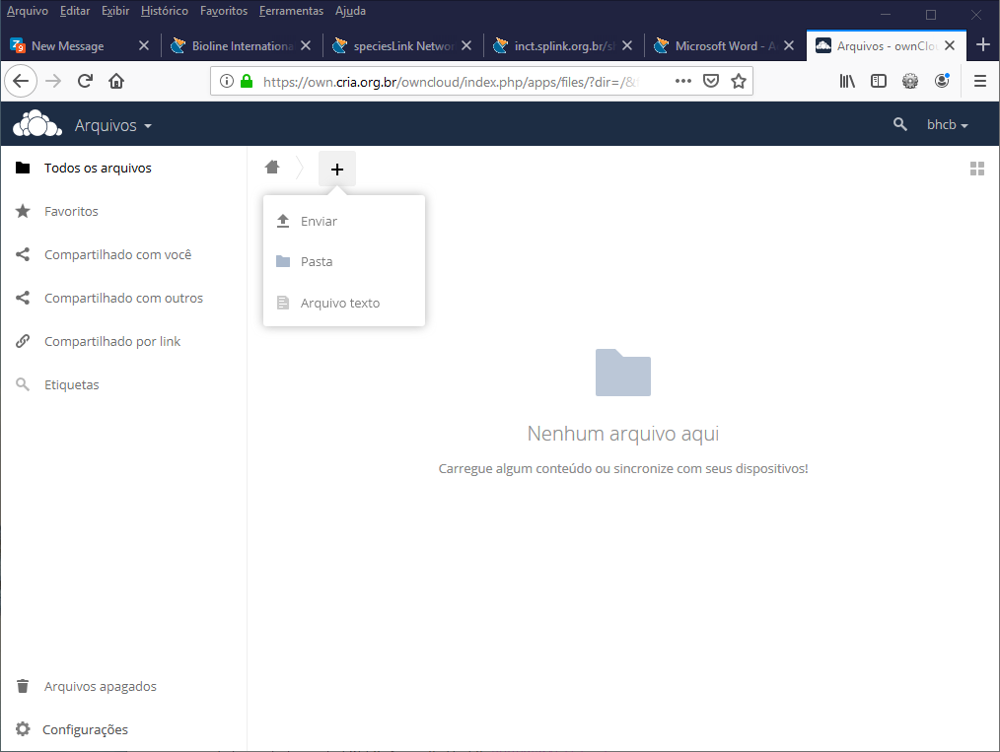 Arquivo Editar Exibir Histórico Favoritos Ferramentas Ajuda
New Message Bioline Internationa speciesLink Networ inct.splink.org.br/sh Microsoft Word - A Arquivos - ownClou
https://own.cria.org.br/owncloud/index.php/apps/files/?dir=/&
Arquivos bhcb
Todos os arquivos
Favoritos
Compartilhado com você
Compartilhado com outros
Compartilhado por link
Etiquetas
Enviar
Pasta
Arquivo texto
Nenhum arquivo aqui
Carregue algum conteúdo ou sincronize com seus dispositivos!
Arquivos apagados
Configurações